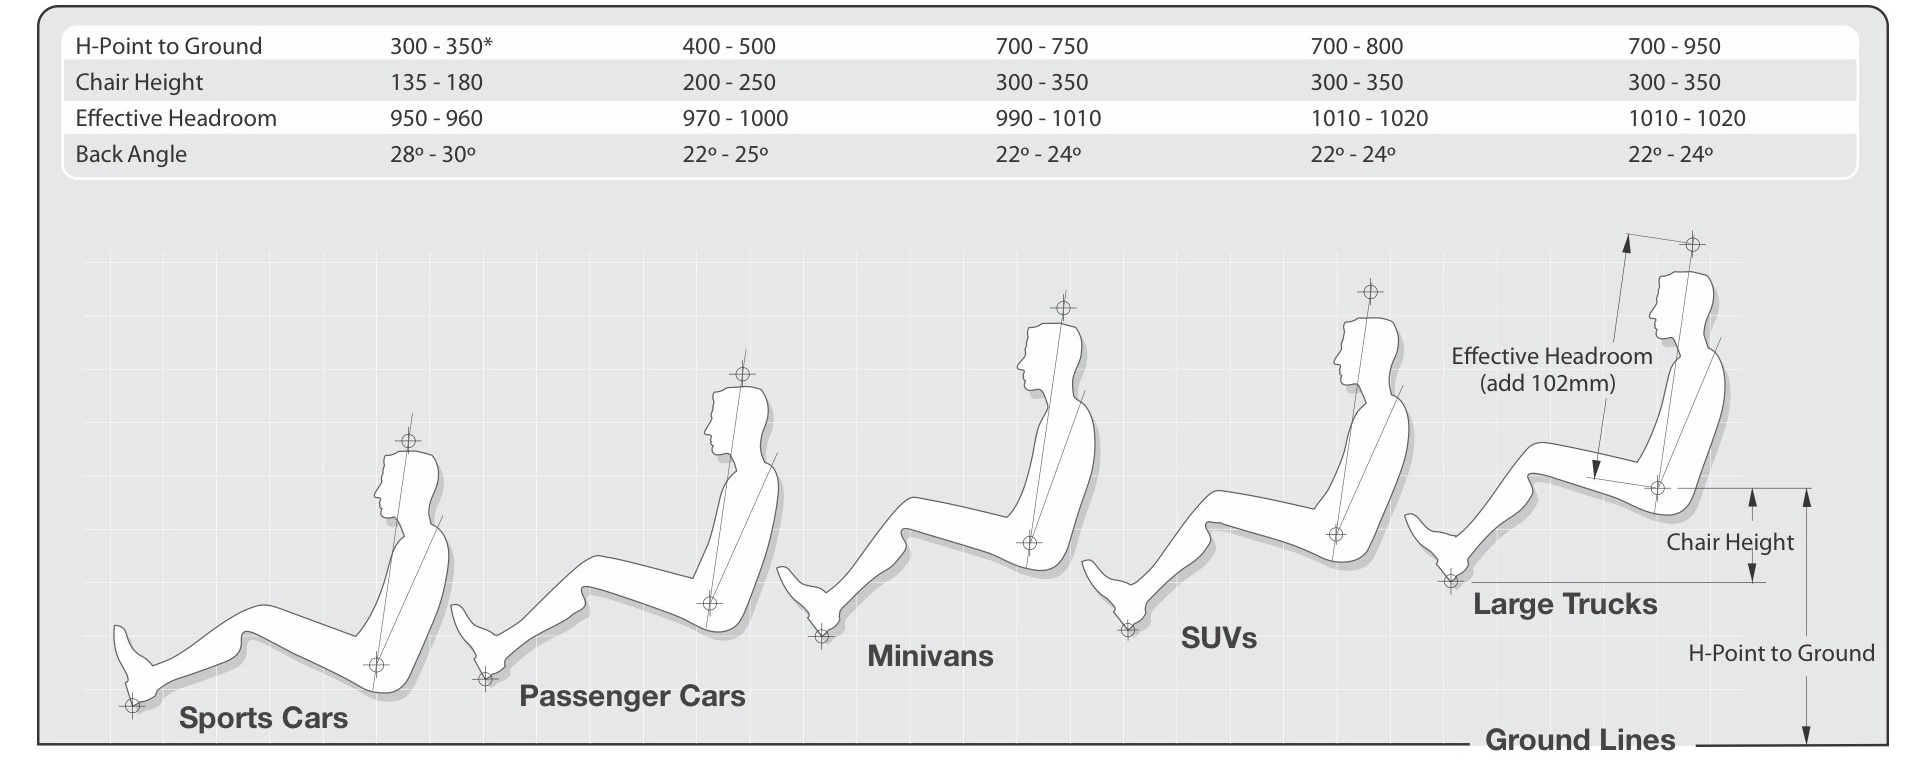 H-Point to Ground 300 - 350* 400 - 500 700 - 750 700 - 800 700 - 950
Chair Height 135 - 180 200 - 250 300 - 350 300 - 350 300 - 350
Effective Headroom 950 - 960 970 - 1000 990 - 1010 1010 - 1020 1010 - 1020
Back Angle 28º - 30º 22º - 25º 22º - 24º 22º - 24º 22º - 24º
Effective Headroom
(add 102mm)
Chair Height
Large Trucks
SUVs
Minivans
H-Point to Ground
Passenger Cars
Sports Cars
Ground Lines